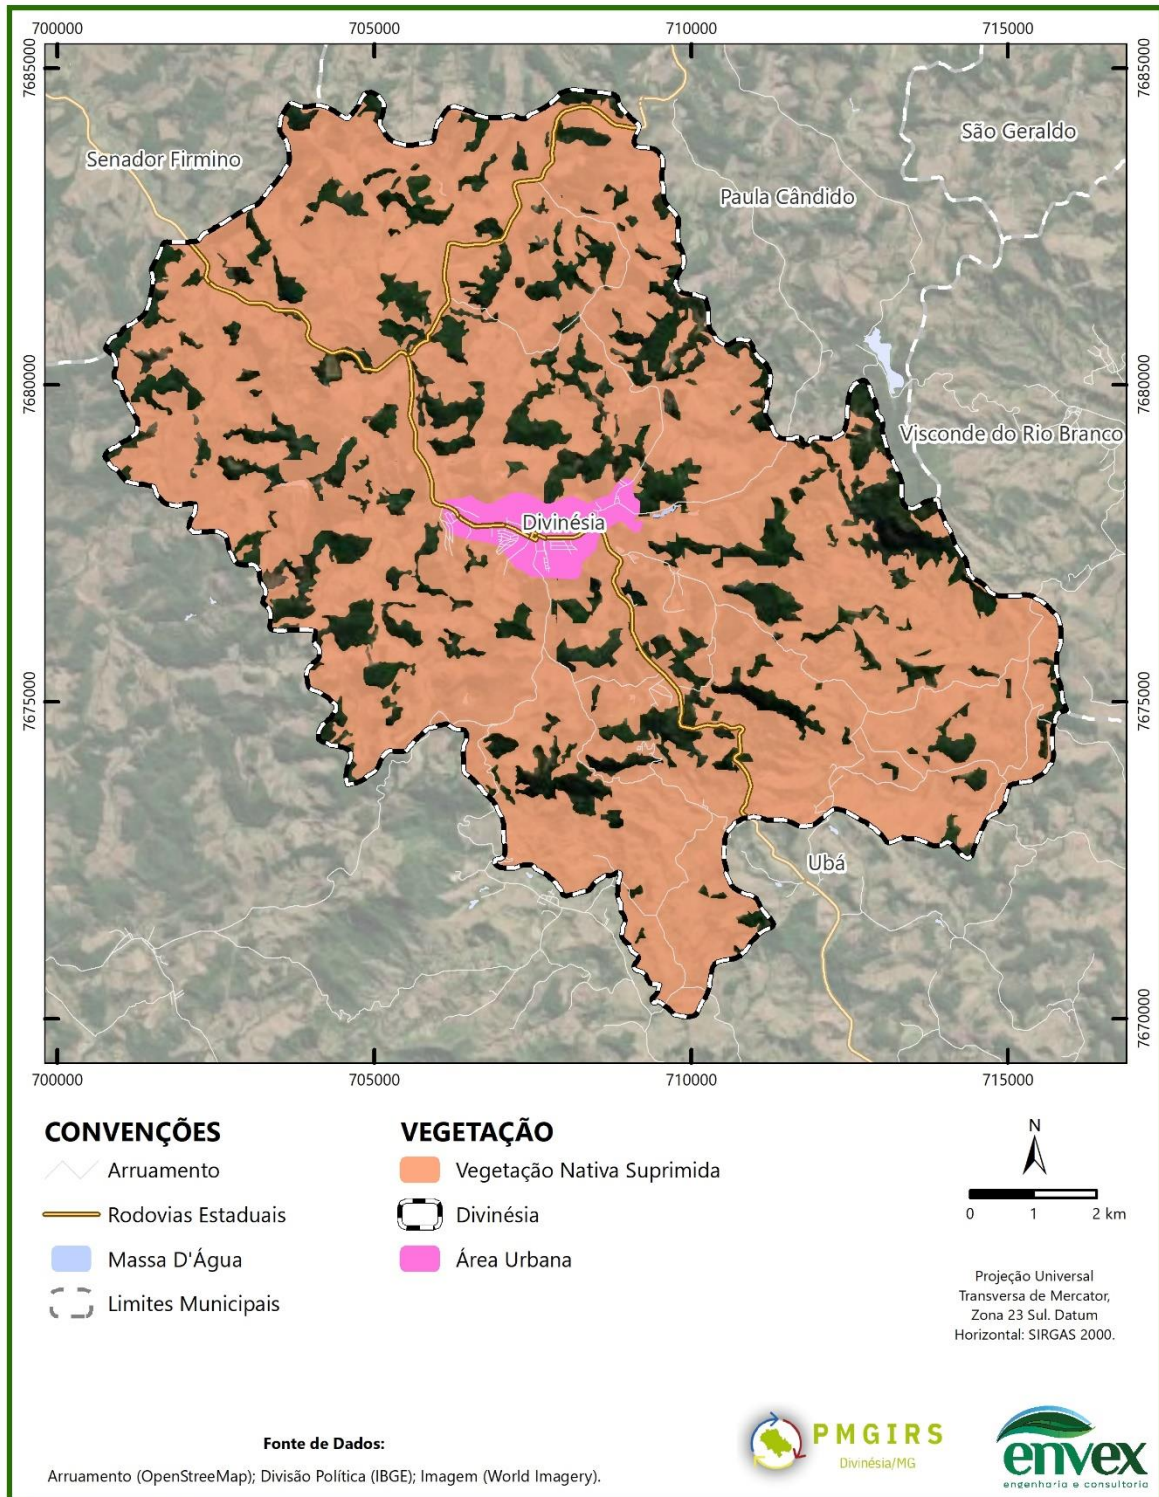 700000
705000
710000
715000
7685000
7685000
São Geraldo
Senador Firmino
Paula Cândido
7680000
7680000
Visconde do Rio Branco
Divinésia
7675000
7675000
Ubá
7670000
7670000
700000
705000
710000
715000
CONVENÇÕES
Arruamento
Rodovias Estaduais
Massa D'Água
Limites Municipais
VEGETAÇÃO
Vegetação Nativa Suprimida
Divinésia
Área Urbana
N
0 1 2 km
Projeção Universal
Transversa de Mercator,
Zona 23 Sul. Datum
Horizontal: SIRGAS 2000.
Fonte de Dados:
Arruamento (OpenStreeMap); Divisão Política (IBGE); Imagem (World Imagery).
PMGIRS
Divinésia/MG
envex
engenharia e consultoria